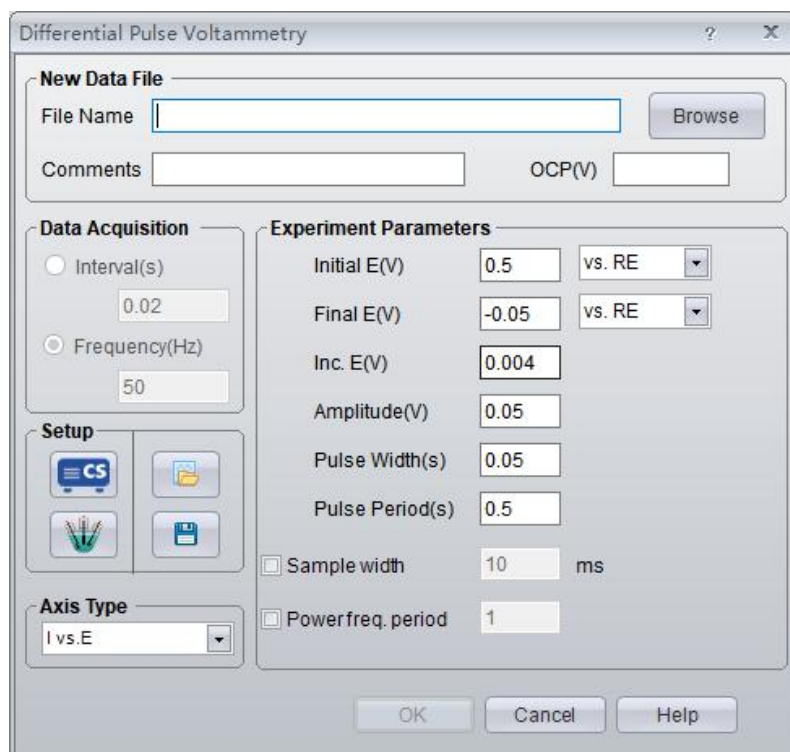 Differential Pulse Voltammetry ? X
New Data File
File Name Browse
Comments OCP(V)
Data Acquisition
Interval(s)
0.02
Frequency(Hz)
50
Setup
CS
Axis Type
I vs.E
Experiment Parameters
Initial E(V) 0.5 vs. RE
Final E(V) -0.05 vs. RE
Inc. E(V) 0.004
Amplitude(V) 0.05
Pulse Width(s) 0.05
Pulse Period(s) 0.5
Sample width 10 ms
Power freq. period 1
OK Cancel Help